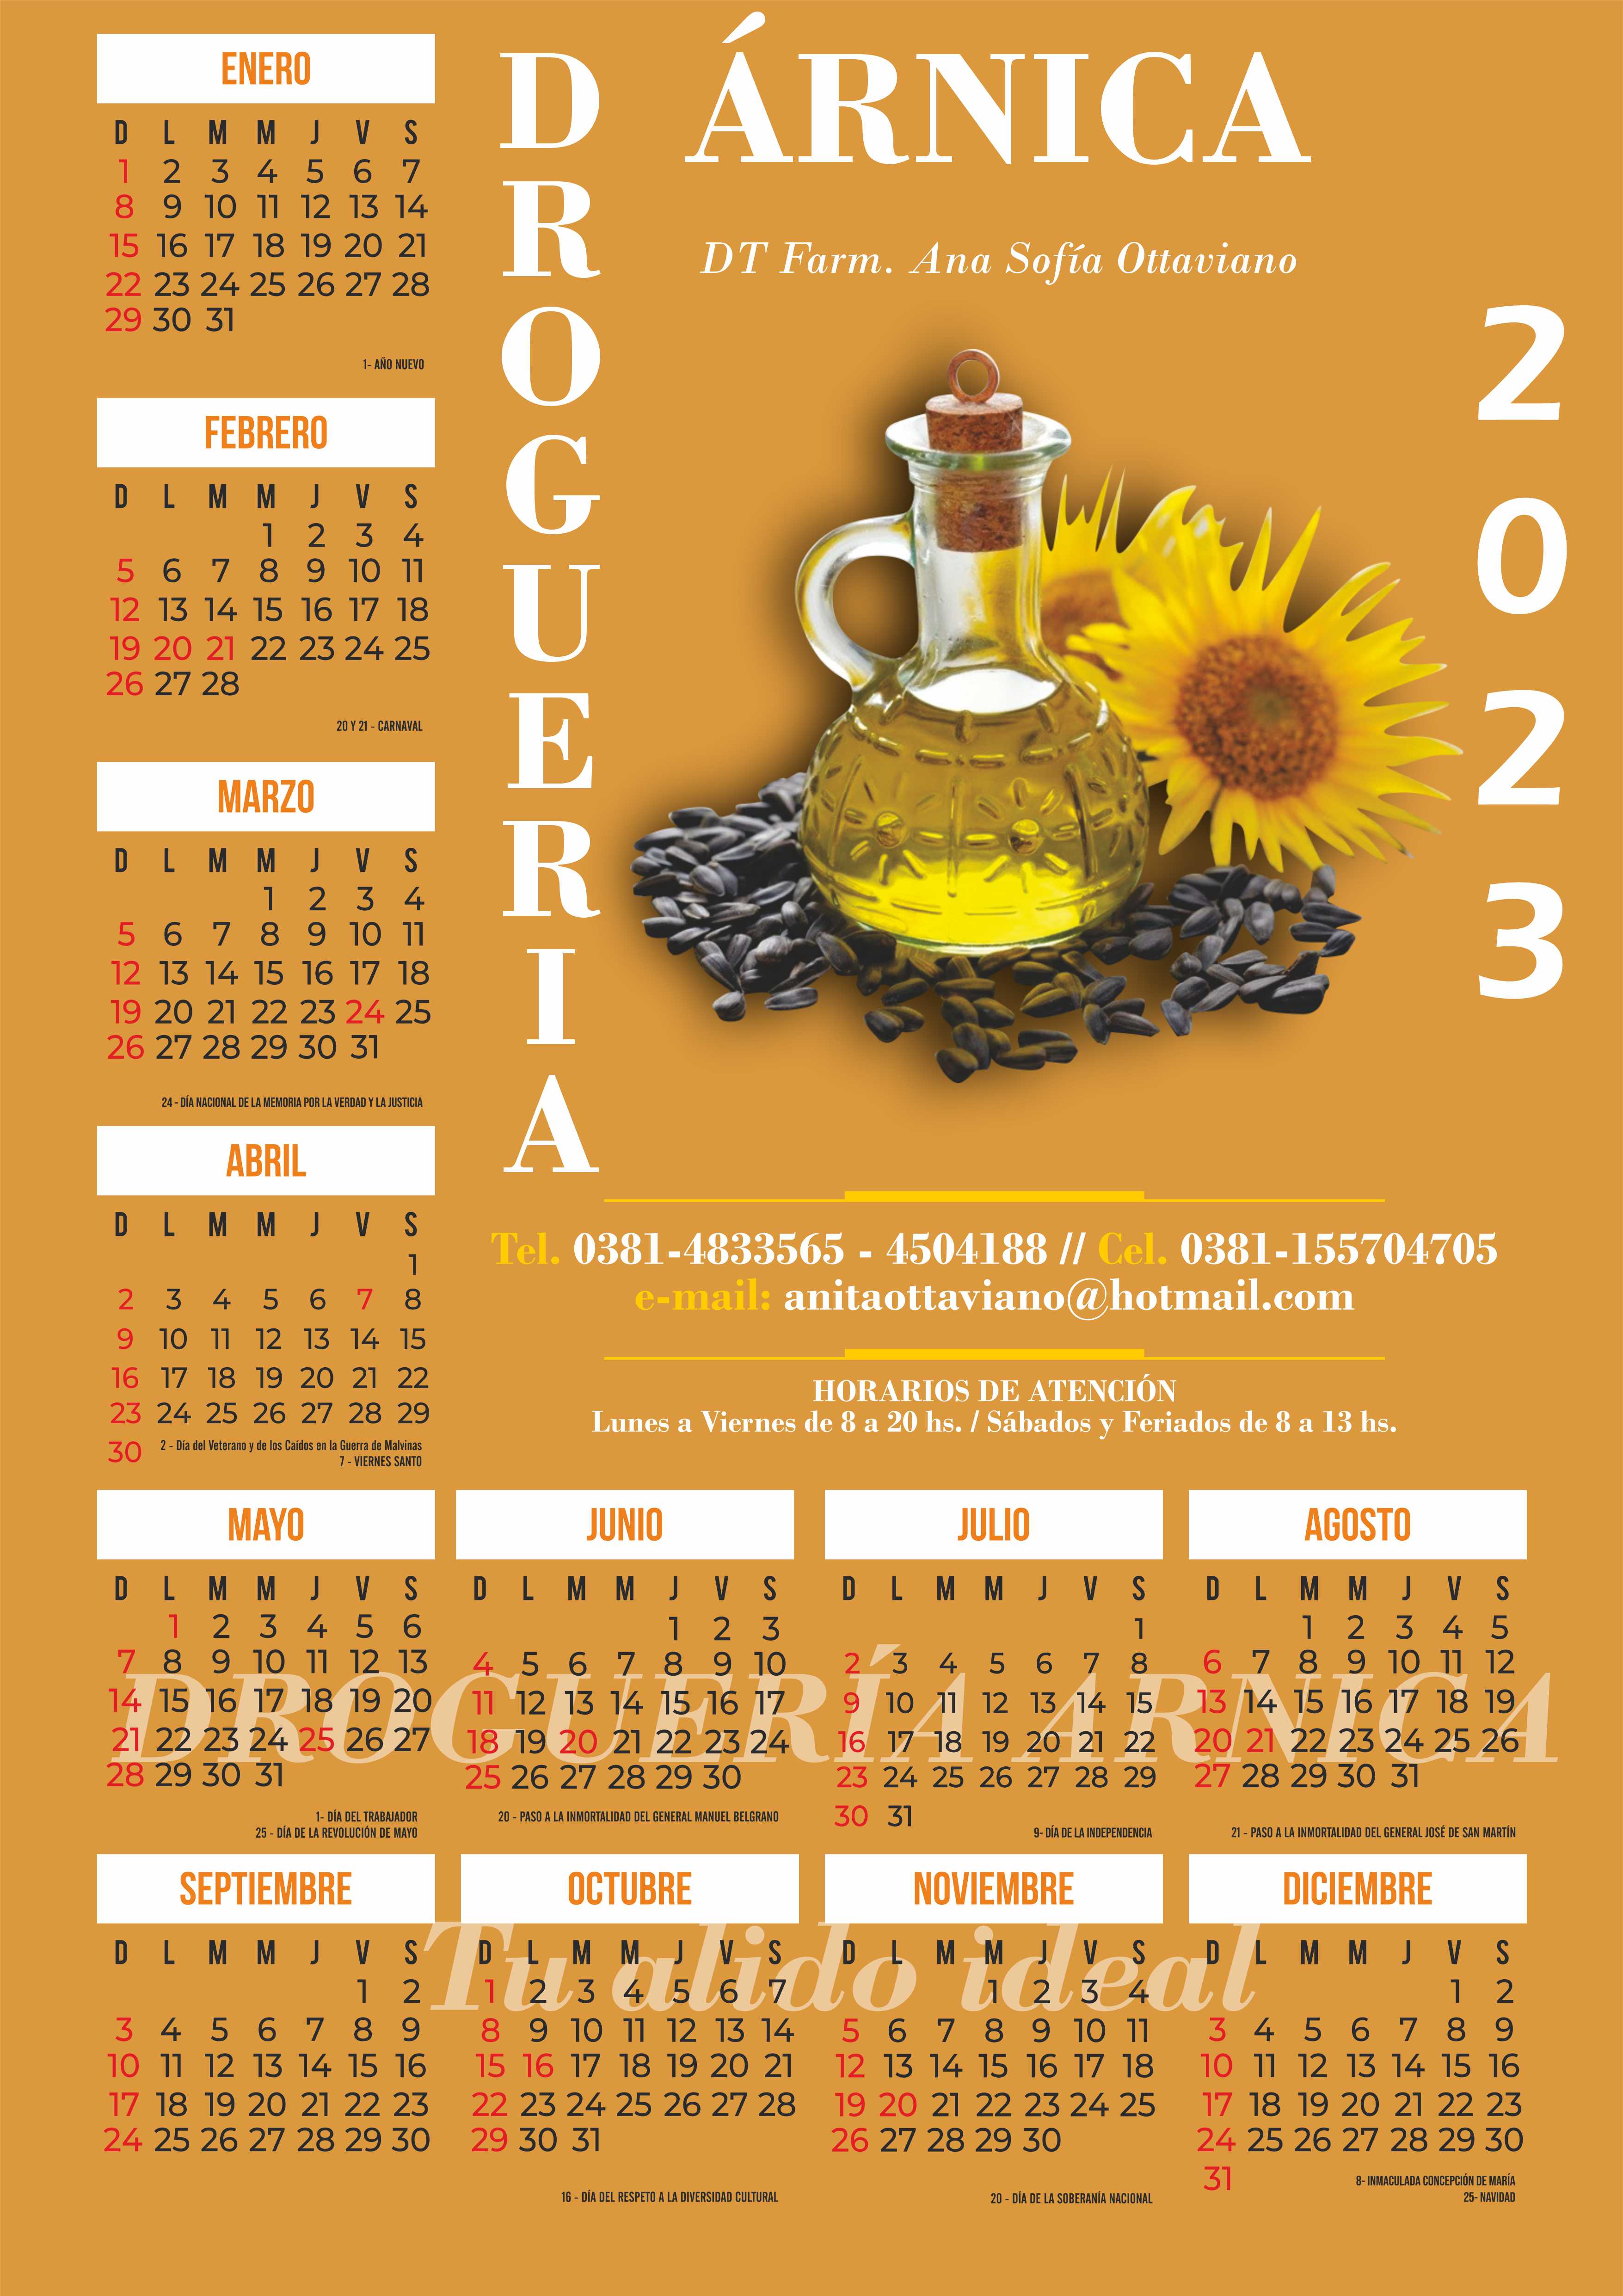 ÁRNICA
DROGUERIA
DT Farm. Ana Sofía Ottaviano
2023
ENERO
D L M M J V S
1 2 3 4 5 6 7
8 9 10 11 12 13 14
15 16 17 18 19 20 21
22 23 24 25 26 27 28
29 30 31
1- AÑO NUEVO
FEBRERO
D L M M J V S
1 2 3 4
5 6 7 8 9 10 11
12 13 14 15 16 17 18
19 20 21 22 23 24 25
26 27 28
20 Y 21 - CARNAVAL
MARZO
D L M M J V S
1 2 3 4
5 6 7 8 9 10 11
12 13 14 15 16 17 18
19 20 21 22 23 24 25
26 27 28 29 30 31
24 - DÍA NACIONAL DE LA MEMORIA POR LA VERDAD Y LA JUSTICIA
ABRIL
D L M M J V S
1
2 3 4 5 6 7 8
9 10 11 12 13 14 15
16 17 18 19 20 21 22
23 24 25 26 27 28 29
30
2 - Día del Veterano y de los Caídos en la Guerra de Malvinas
7 - VIERNES SANTO
Tel. 0381-4833565 - 4504188 // Cel. 0381-155704705
e-mail: anitaottaviano@hotmail.com
HORARIOS DE ATENCIÓN
Lunes a Viernes de 8 a 20 hs. / Sábados y Feriados de 8 a 13 hs.
MAYO
D L M M J V S
1 2 3 4 5 6
7 8 9 10 11 12 13
14 15 16 17 18 19 20
21 22 23 24 25 26 27
28 29 30 31
1- DÍA DEL TRABAJADOR
25 - DÍA DE LA REVOLUCIÓN DE MAYO
JUNIO
D L M M J V S
1 2 3
4 5 6 7 8 9 10
11 12 13 14 15 16 17
18 19 20 21 22 23 24
25 26 27 28 29 30
20 - PASO A LA INMORTALIDAD DEL GENERAL MANUEL BELGRANO
JULIO
D L M M J V S
1
2 3 4 5 6 7 8
9 10 11 12 13 14 15
16 17 18 19 20 21 22
23 24 25 26 27 28 29
30 31
9- DÍA DE LA INDEPENDENCIA
AGOSTO
D L M M J V S
1 2 3 4 5
6 7 8 9 10 11 12
13 14 15 16 17 18 19
20 21 22 23 24 25 26
27 28 29 30 31
21 - PASO A LA INMORTALIDAD DEL GENERAL JOSÉ DE SAN MARTÍN
DROGUERÍA ARNICA
SEPTIEMBRE
D L M M J V S
1 2
3 4 5 6 7 8 9
10 11 12 13 14 15 16
17 18 19 20 21 22 23
24 25 26 27 28 29 30
OCTUBRE
D L M M J V S
1 2 3 4 5 6 7
8 9 10 11 12 13 14
15 16 17 18 19 20 21
22 23 24 25 26 27 28
29 30 31
16 - DÍA DEL RESPETO A LA DIVERSIDAD CULTURAL
NOVIEMBRE
D L M M J V S
1 2 3 4
5 6 7 8 9 10 11
12 13 14 15 16 17 18
19 20 21 22 23 24 25
26 27 28 29 30
20 - DÍA DE LA SOBERANÍA NACIONAL
DICIEMBRE
D L M M J V S
1 2
3 4 5 6 7 8 9
10 11 12 13 14 15 16
17 18 19 20 21 22 23
24 25 26 27 28 29 30
31
8- INMACULADA CONCEPCIÓN DE MARÍA
25- NAVIDAD
Tu alido ideal